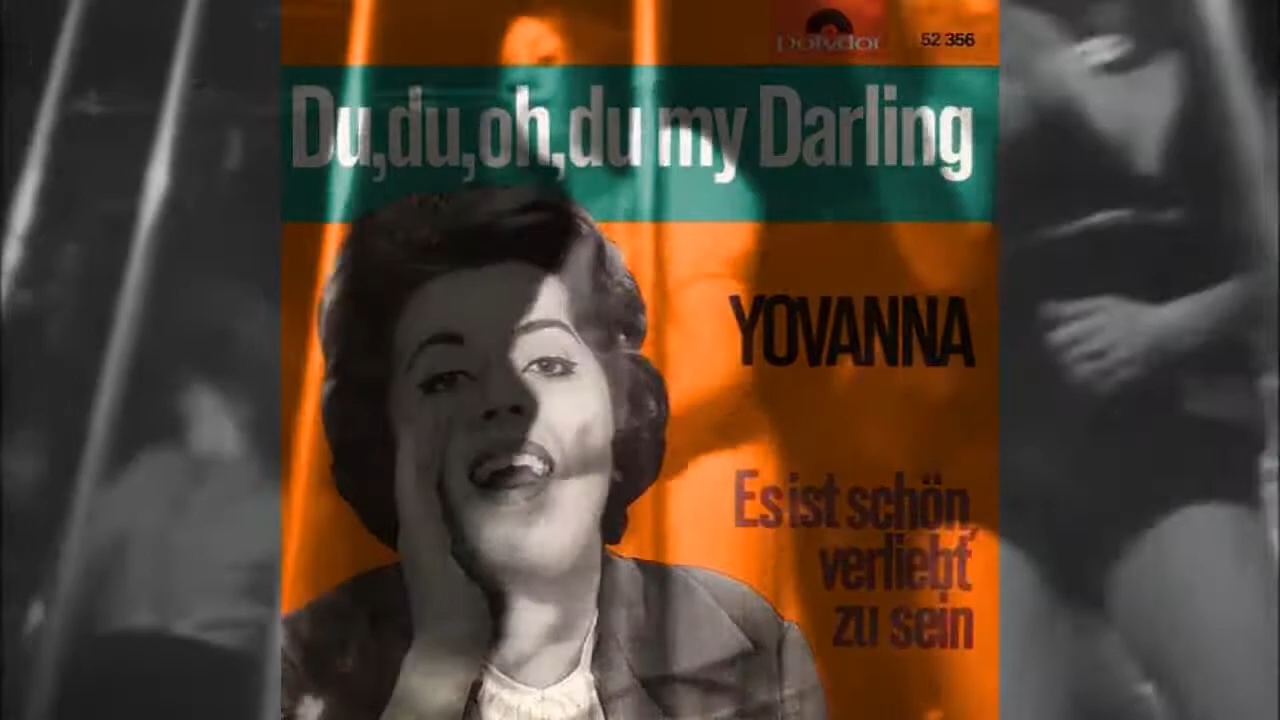 polydor
52 356
Du,du,oh,du my Darling
YOVANNA
Es ist schön,
verliebt
zu sein